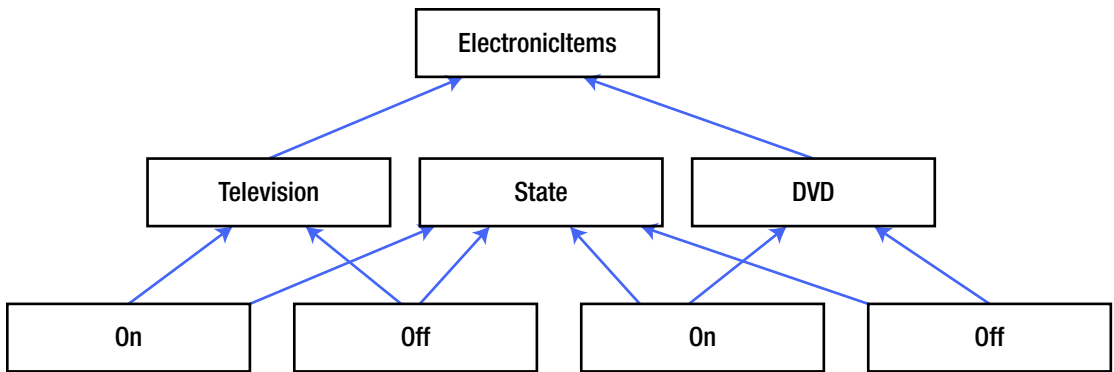 ElectronicItems
Television
State
DVD
On
Off
On
Off